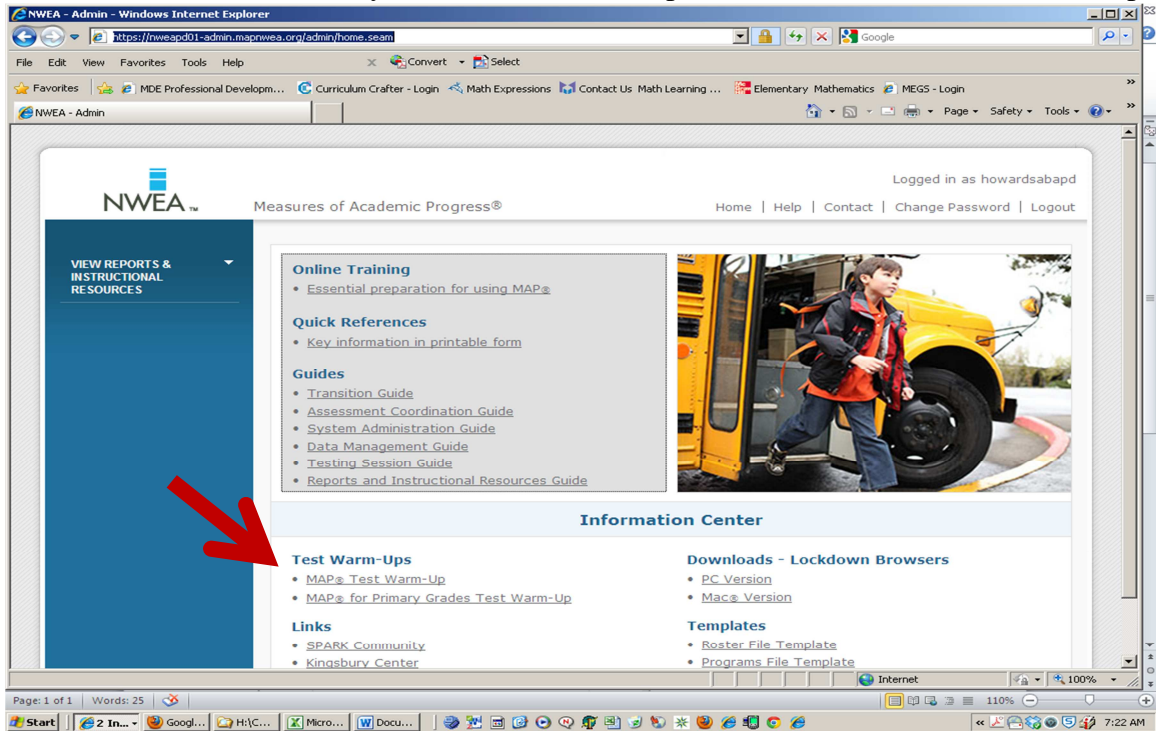 NWEA - Admin - Windows Internet Explorer
https://nweapd01-admin.mapnwea.org/admin/home.seam
Google
File Edit View Favorites Tools Help
Convert Select
Favorites MDE Professional Developm... Curriculum Crafter - Login Math Expressions Contact Us Math Learning ... Elementary Mathematics MEGS - Login
NWEA - Admin
Page Safety Tools
Logged in as howardsabapd
NWEA™ Measures of Academic Progress®
Home | Help | Contact | Change Password | Logout
VIEW REPORTS &
INSTRUCTIONAL
RESOURCES
Online Training
• Essential preparation for using MAP®
Quick References
• Key information in printable form
Guides
• Transition Guide
• Assessment Coordination Guide
• System Administration Guide
• Data Management Guide
• Testing Session Guide
• Reports and Instructional Resources Guide
Information Center
Test Warm-Ups
• MAP® Test Warm-Up
• MAP® for Primary Grades Test Warm-Up
Links
• SPARK Community
• Kingsbury Center
Downloads - Lockdown Browsers
• PC Version
• Mac® Version
Templates
• Roster File Template
• Programs File Template
Internet 100%
Page: 1 of 1 Words: 25 110%
Start 2 In... Googl... H:\C... Micro... Docu... 7:22 AM